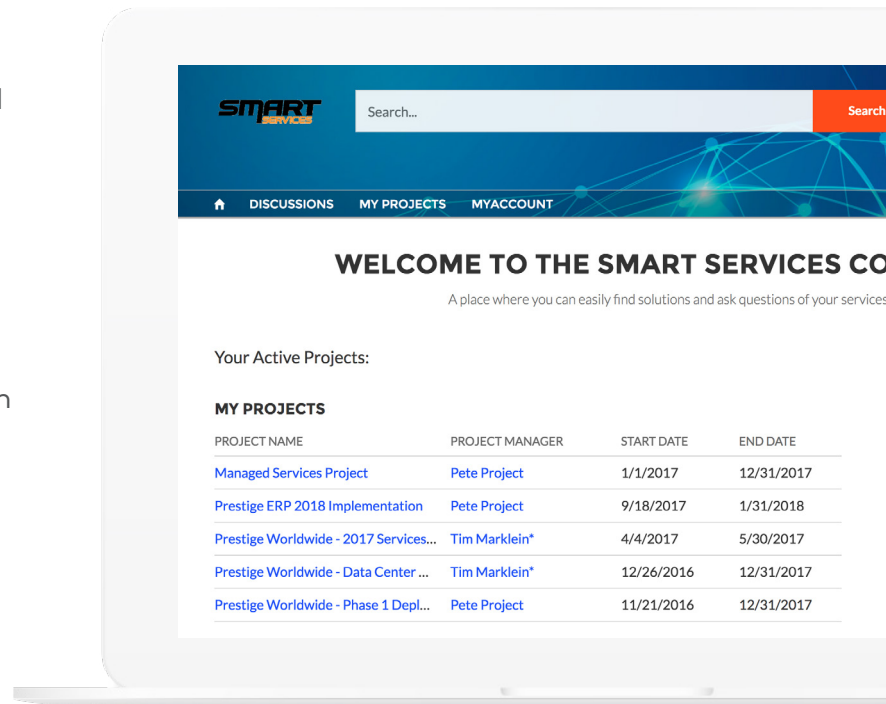 SMART
SERVICES
Search...
Search
DISCUSSIONS MY PROJECTS MYACCOUNT
WELCOME TO THE SMART SERVICES CO
A place where you can easily find solutions and ask questions of your services
Your Active Projects:
MY PROJECTS
PROJECT NAME PROJECT MANAGER START DATE END DATE
Managed Services Project Pete Project 1/1/2017 12/31/2017
Prestige ERP 2018 Implementation Pete Project 9/18/2017 1/31/2018
Prestige Worldwide - 2017 Services... Tim Marklein* 4/4/2017 5/30/2017
Prestige Worldwide - Data Center ... Tim Marklein* 12/26/2016 12/31/2017
Prestige Worldwide - Phase 1 Depl... Pete Project 11/21/2016 12/31/2017